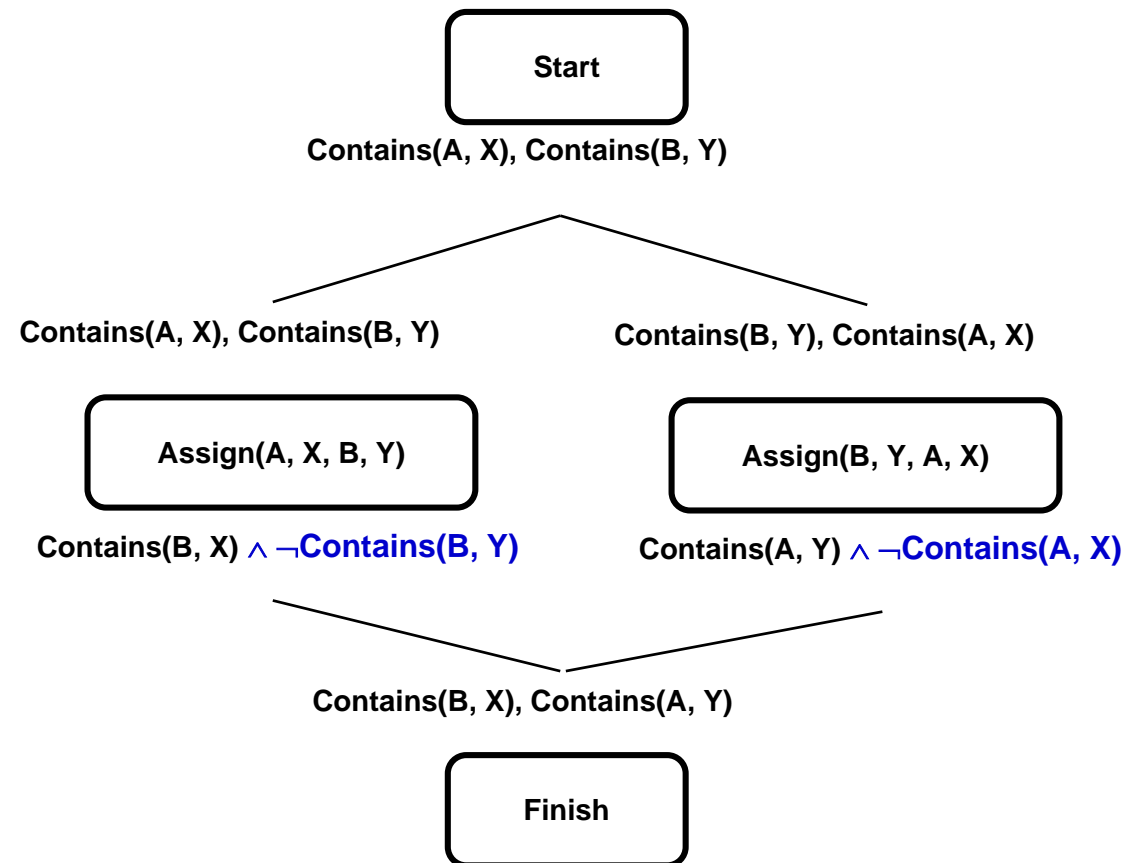 Start
Contains(A, X), Contains(B, Y)
Contains(A, X), Contains(B, Y)
Contains(B, Y), Contains(A, X)
Assign(A, X, B, Y)
Assign(B, Y, A, X)
Contains(B, X) ∧ ¬Contains(B, Y)
Contains(A, Y) ∧ ¬Contains(A, X)
Contains(B, X), Contains(A, Y)
Finish